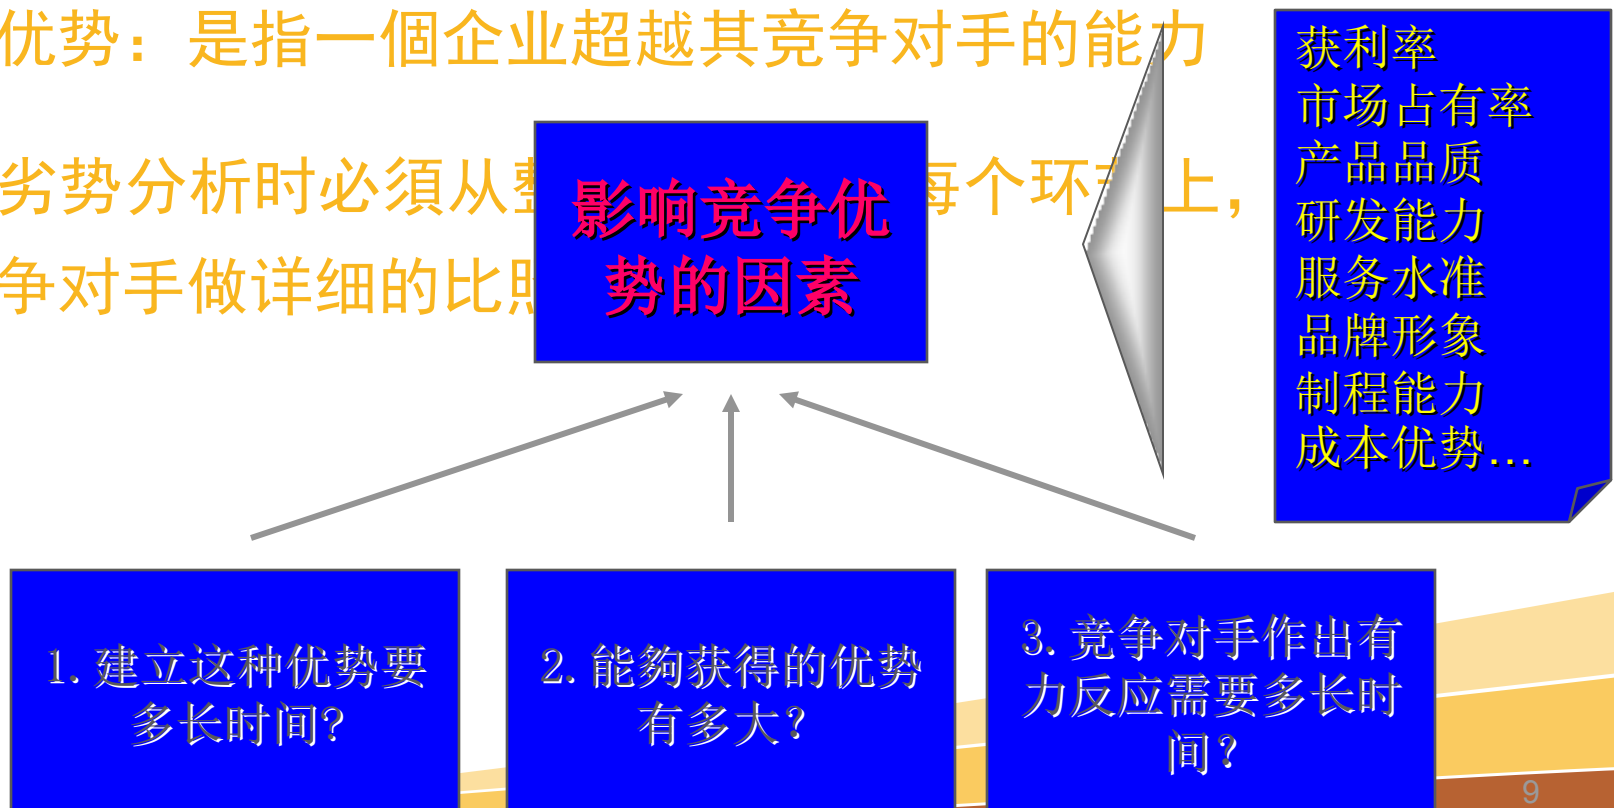 优势：是指一個企业超越其竞争对手的能力
劣势分析时必須从
每个环节上，
争对手做详细的比照
影响竞争优
势的因素
获利率
市场占有率
产品品质
研发能力
服务水准
品牌形象
制程能力
成本优势...
1.建立这种优势要
多长时间?
2.能夠获得的优势
有多大？
3.竞争对手作出有
力反应需要多长时
间？
9